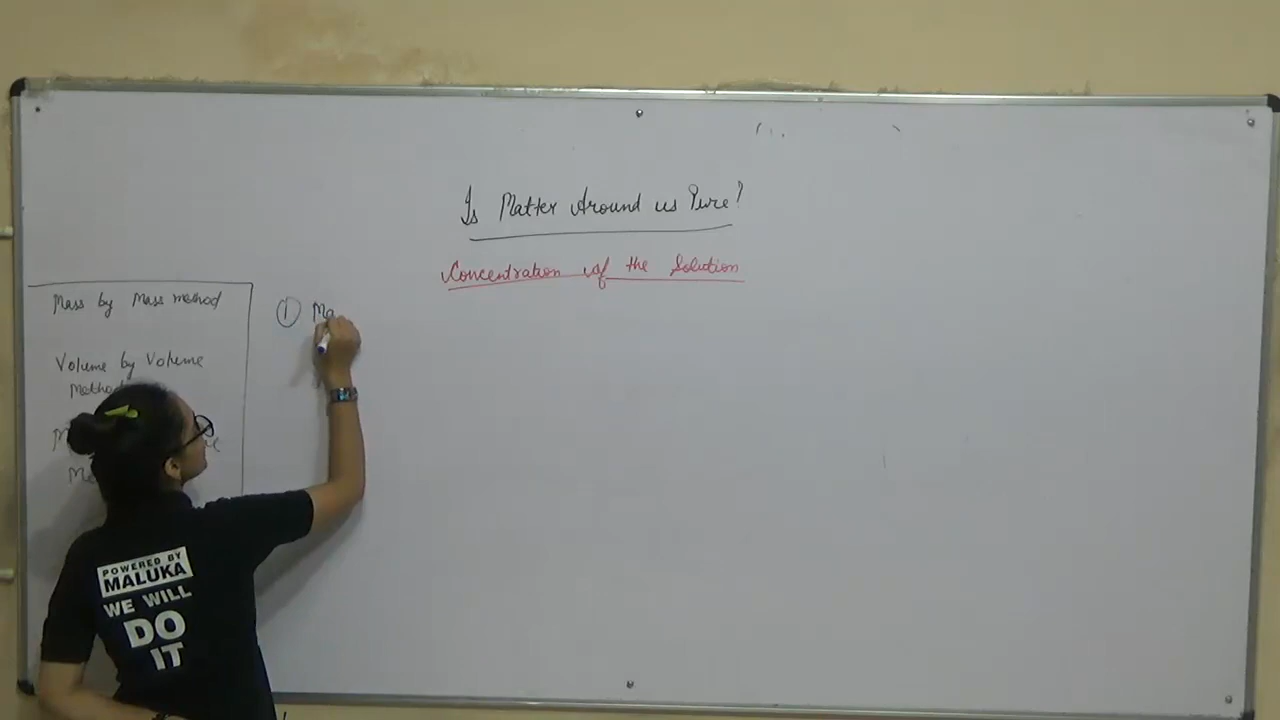 Is Matter Around us Pure?
Concentration of the Solution
Mass by Mass method
Volume by Volume
Method
① Ma
POWERED BY
MALUKA
WE WILL
DO
IT